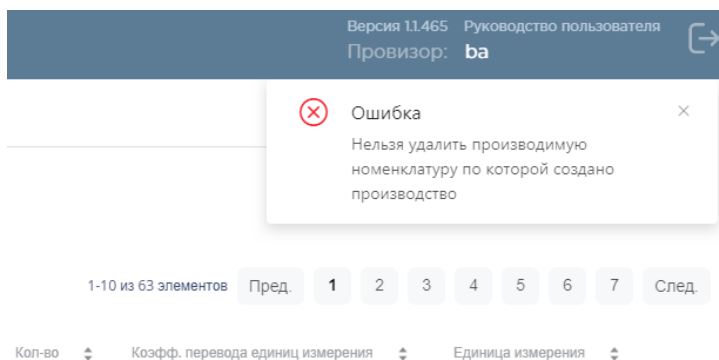 Версия 1.1.465 Руководство пользователя
Провизор: ba
Ошибка
Нельзя удалить производимую
номенклатуру по которой создано
производство
1-10 из 63 элементов Пред. 1 2 3 4 5 6 7 След.
Кол-во Коэфф. перевода единиц измерения Единица измерения